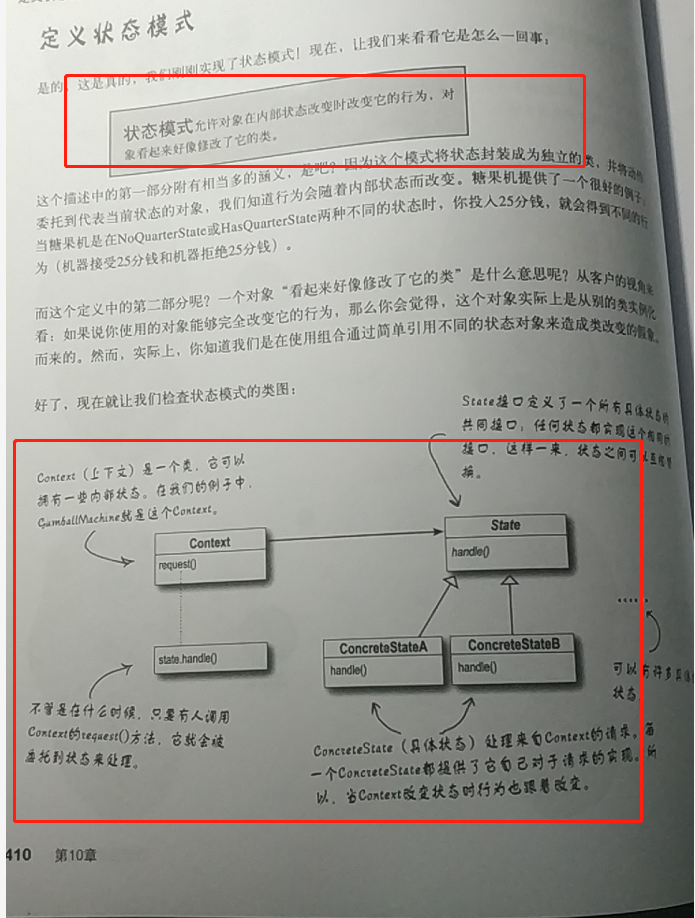 定义状态模式
是的，这是真的，我们刚刚实现了状态模式！现在，让我们来看看它是怎么一回事：
状态模式允许对象在内部状态改变时改变它的行为，对
象看起来好像修改了它的类。
这个描述中的第一部分附有相当多的涵义，是吧？因为这个模式将状态封装成为独立的类，并将动作
委托到代表当前状态的对象，我们知道行为会随着内部状态而改变。糖果机提供了一个很好的例子：
当糖果机是在NoQuarterState或HasQuarterState两种不同的状态时，你投入25分钱，就会得到不同的行
为（机器接受25分钱和机器拒绝25分钱）。
而这个定义中的第二部分呢？一个对象“看起来好像修改了它的类”是什么意思呢？从客户的视角来
看：如果说你使用的对象能够完全改变它的行为，那么你会觉得，这个对象实际上是从别的类实例化
而来的。然而，实际上，你知道我们是在使用组合通过简单引用不同的状态对象来造成类改变的假象。
好了，现在就让我们检查状态模式的类图：
State接口定义了一个所有具体状态的
共同接口；任何状态都实现这个相同的
接口，这样一来，状态之间可以互相替
换。
Context（上下文）是一个类，它可以
拥有一些内部状态。在我们的例子中，
GumballMachine就是这个Context。
Context
request()
State
handle()
state.handle()
ConcreteStateA
handle()
ConcreteStateB
handle()
......
可以有许多具体的
状态。
不管是在什么时候，只要有人调用
Context的request()方法，它就会被
委托到状态来处理。
ConcreteState（具体状态）处理来自Context的请求。每
一个ConcreteState都提供了它自己对于请求的实现。所
以，当Context改变状态时行为也跟着改变。
410
第10章